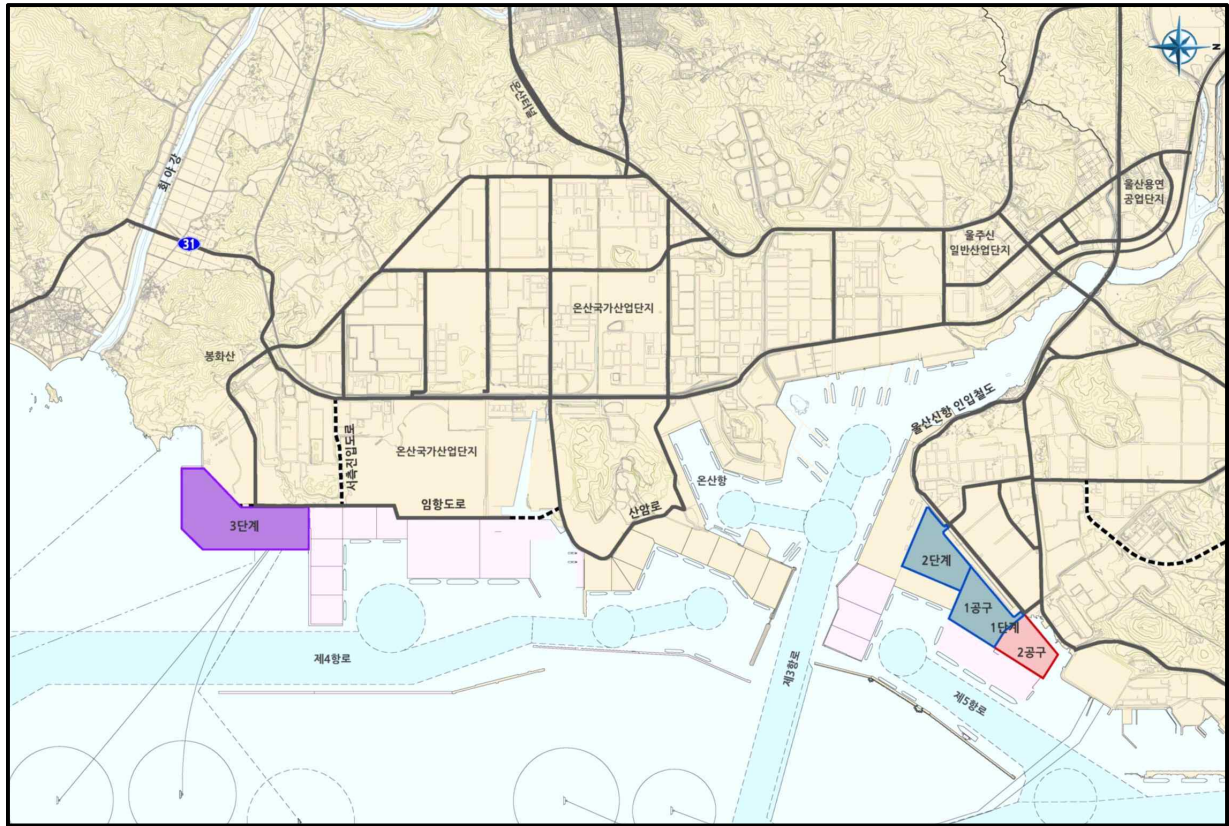 N
온산터널
회야강
울산용연
공업단지
31
울주신
일반산업단지
온산국가산업단지
봉화산
울산신항 인입철도
서측진입도로
온산국가산업단지
온산항
임항도로
산암로
3단계
2단계
1공구
1단계
2공구
제4항로
제3항로
제5항로